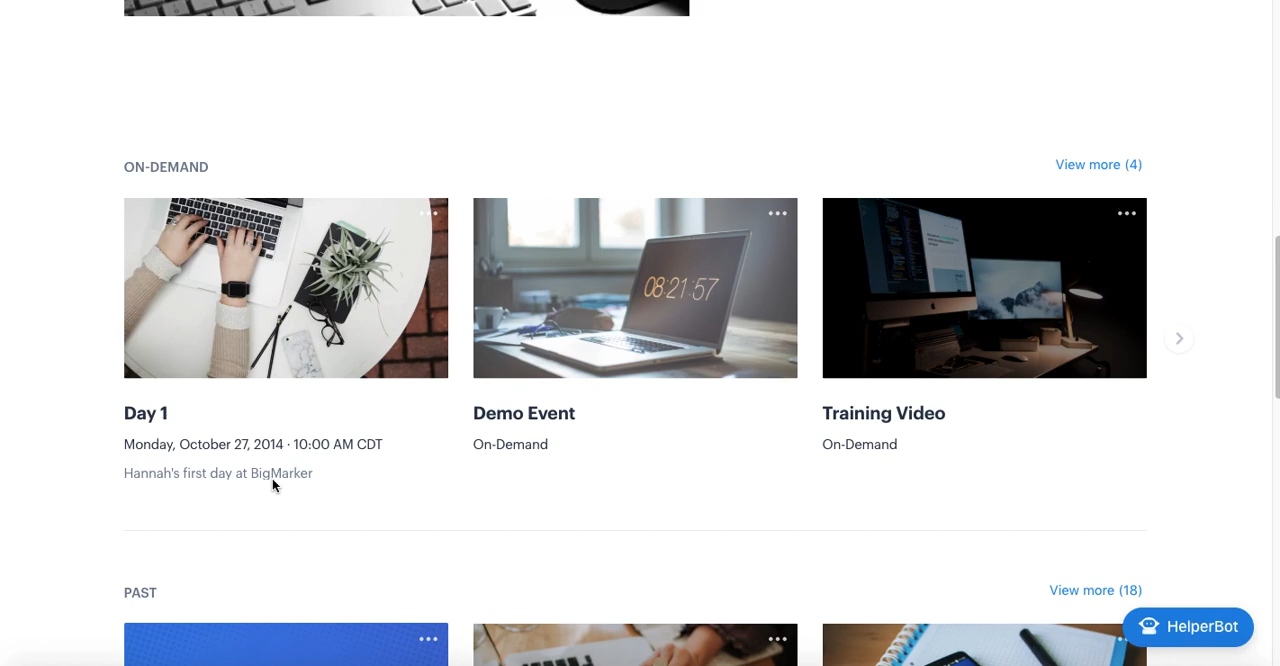 ON-DEMAND
View more (4)
08:21:57
Day 1
Monday, October 27, 2014 · 10:00 AM CDT
Hannah's first day at BigMarker
Demo Event
On-Demand
Training Video
On-Demand
PAST
View more (18)
HelperBot